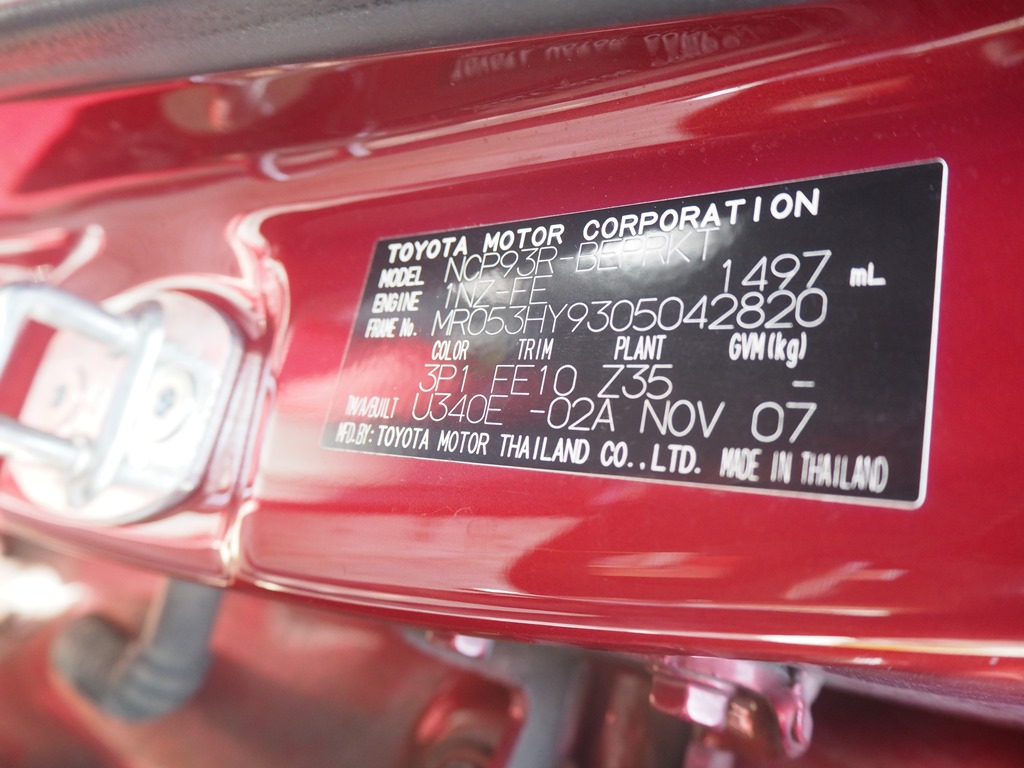 TOYOTA MOTOR CORPORATION
MODEL NCP93R-BEPRKT
ENGINE 1NZ-FE 1497 mL
FRAME No. MR053HY9305042820
COLOR TRIM PLANT GVM(kg)
3P1 FE10 Z35 –
TM/A/BUILT U340E -02A NOV 07
MFD.BY: TOYOTA MOTOR THAILAND CO.,LTD. MADE IN THAILAND